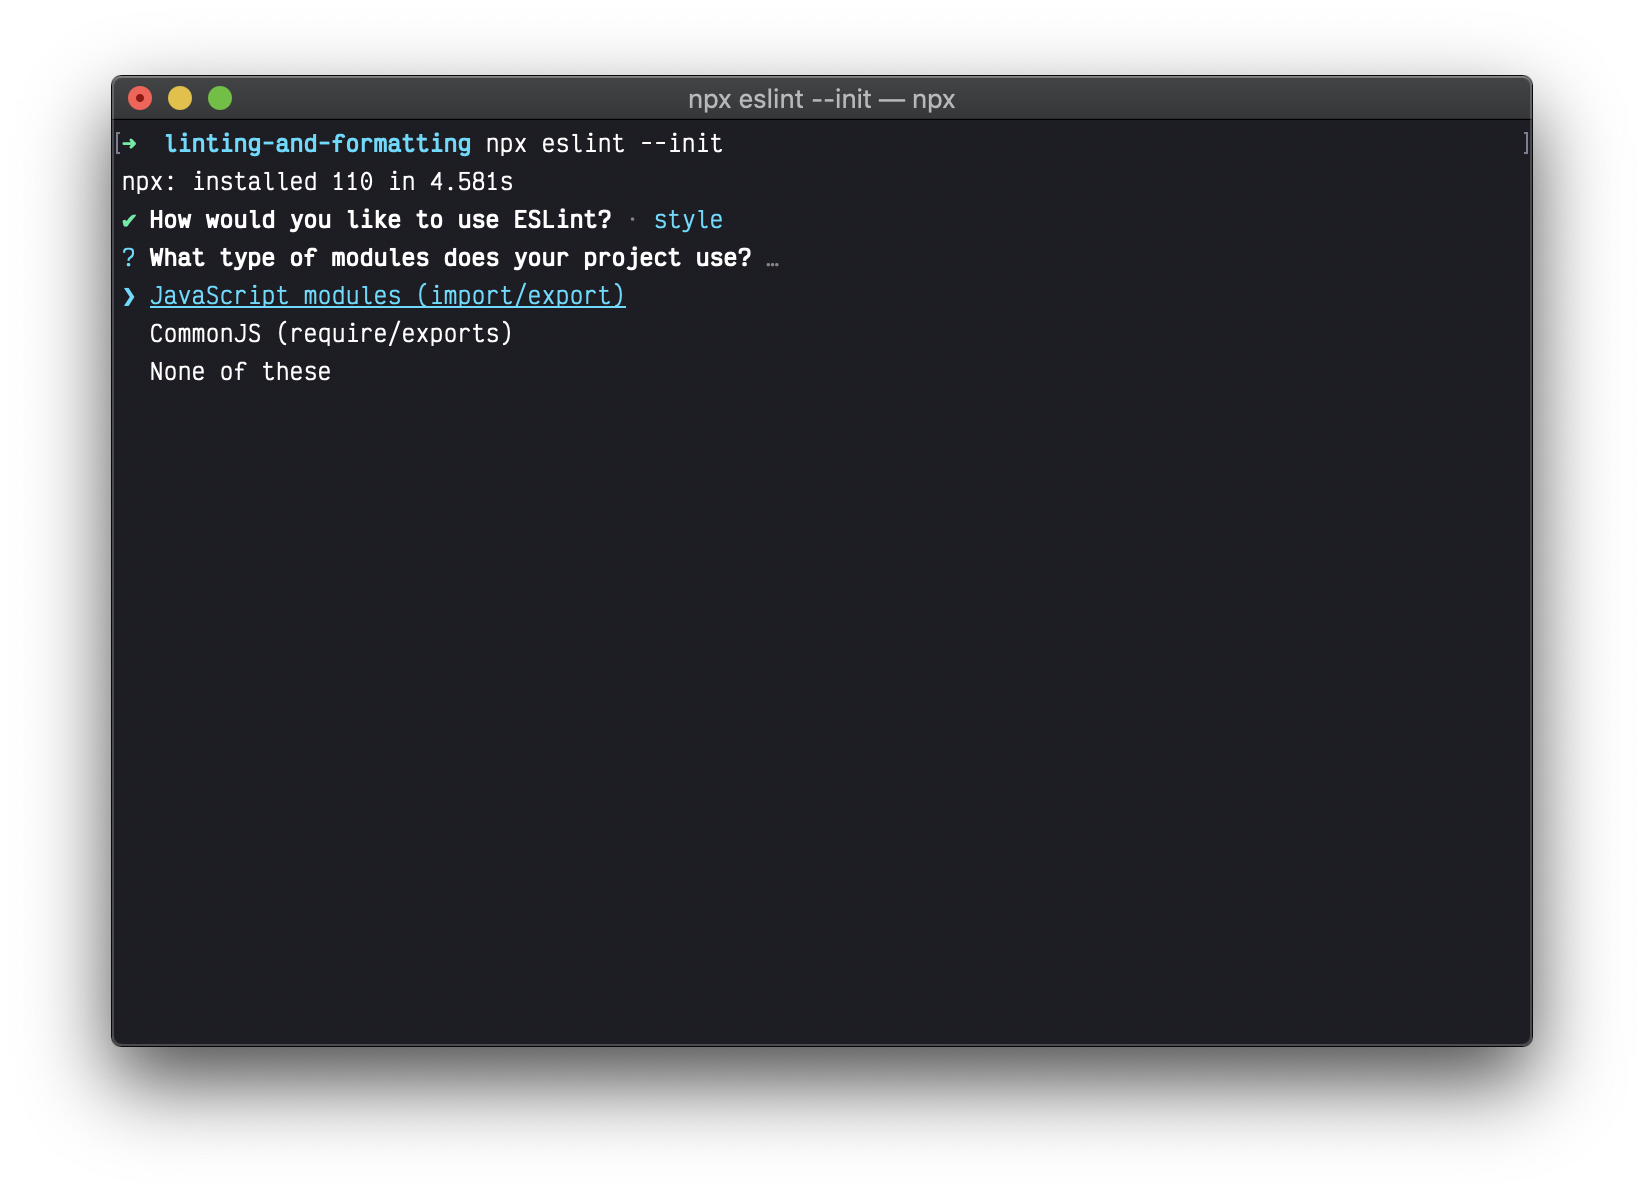 npx eslint --init — npx
[➜  linting-and-formatting npx eslint --init ]
npx: installed 110 in 4.581s
✔ How would you like to use ESLint? · style
? What type of modules does your project use? …
❯ JavaScript modules (import/export)
CommonJS (require/exports)
None of these